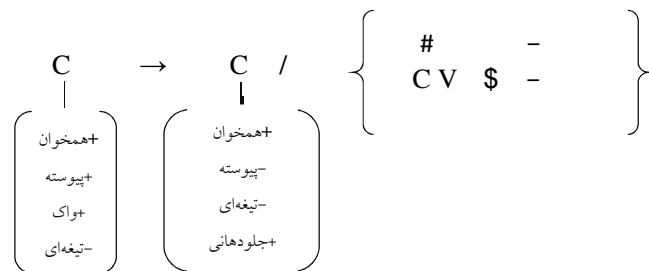 # –
C → C / C V $ –
+همخوان
+پیوسته
+واک
–تیغه‌ای
+همخوان
–پیوسته
–تیغه‌ای
+جلودهانی